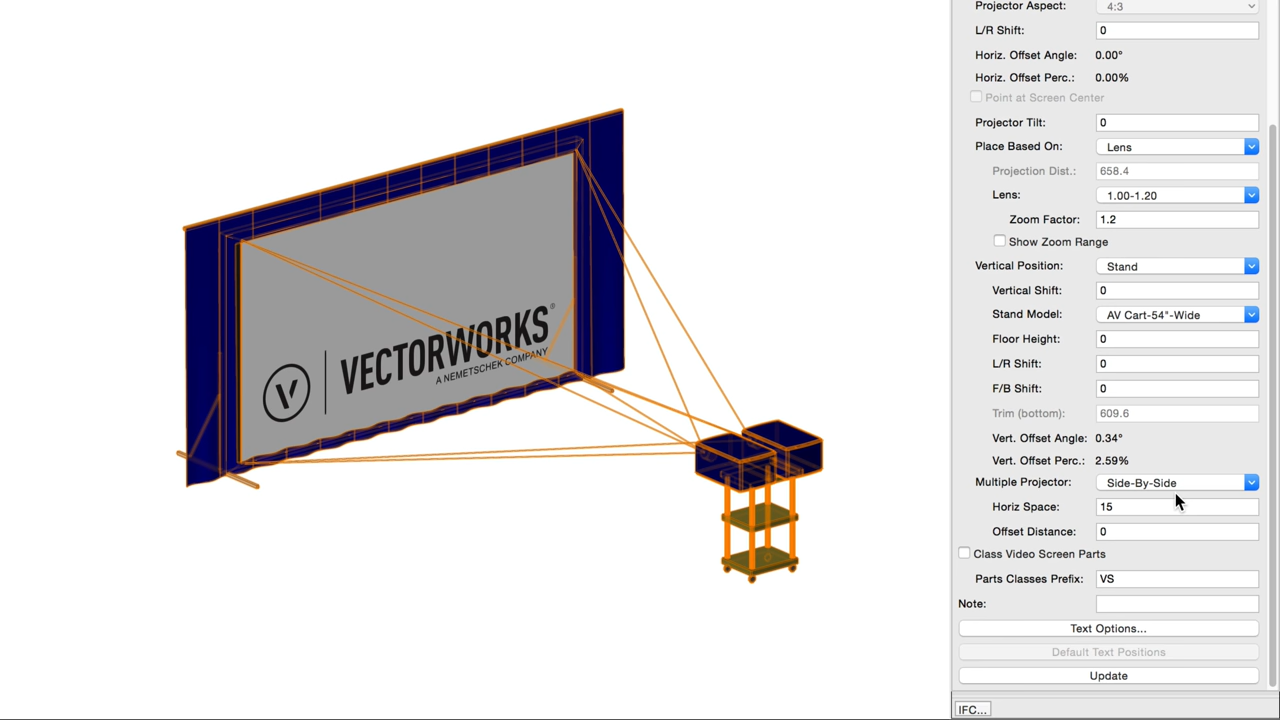 Projector Aspect: 4:3
L/R Shift: 0
Horiz. Offset Angle: 0.00°
Horiz. Offset Perc.: 0.00%
Point at Screen Center
Projector Tilt: 0
Place Based On: Lens
Projection Dist.: 658.4
Lens: 1.00-1.20
Zoom Factor: 1.2
Show Zoom Range
Vertical Position: Stand
Vertical Shift: 0
Stand Model: AV Cart-54"-Wide
Floor Height: 0
L/R Shift: 0
F/B Shift: 0
Trim (bottom): 609.6
Vert. Offset Angle: 0.34°
Vert. Offset Perc.: 2.59%
Multiple Projector: Side-By-Side
Horiz Space: 15
Offset Distance: 0
Class Video Screen Parts
Parts Classes Prefix: VS
Note:
Text Options...
Default Text Positions
Update
IFC...
V
VECTORWORKS®
A NEMETSCHEK COMPANY